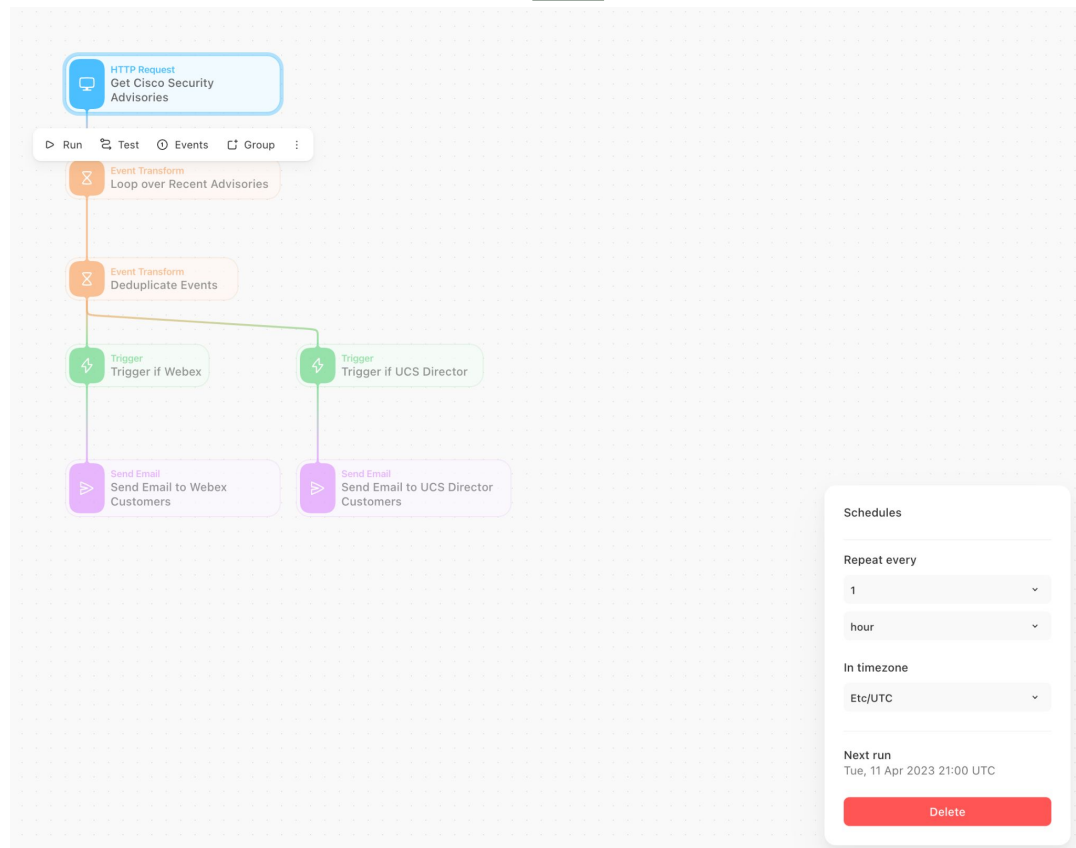 HTTP Request
Get Cisco Security
Advisories
Run
Test
Events
Group
Event Transform
Loop over Recent Advisories
Event Transform
Deduplicate Events
Trigger
Trigger if Webex
Trigger
Trigger if UCS Director
Send Email
Send Email to Webex
Customers
Send Email
Send Email to UCS Director
Customers
Schedules
Repeat every
1
hour
In timezone
Etc/UTC
Next run
Tue, 11 Apr 2023 21:00 UTC
Delete